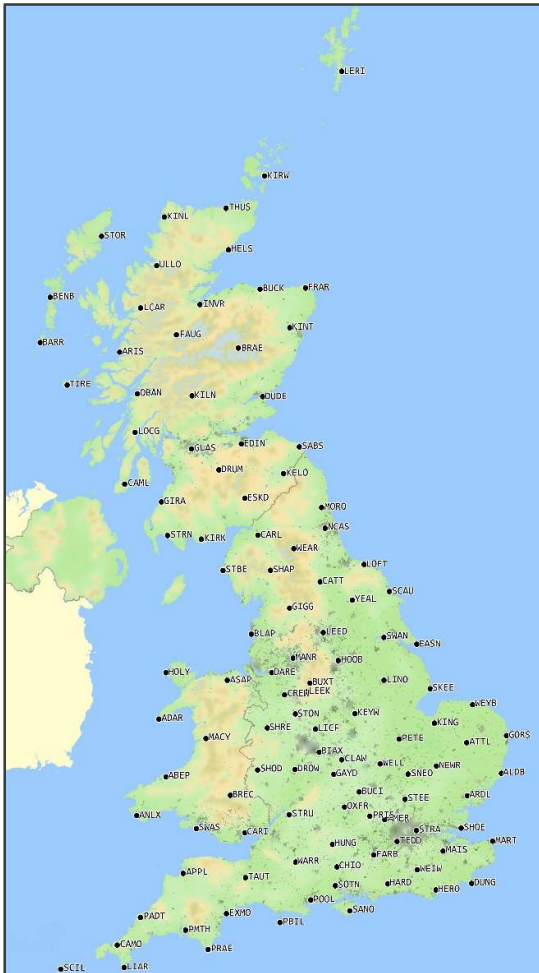 LERI
KIRW
THUS
KINL
STOR
HELS
ULLO
BUCK
FRAR
BENB
INVR
LCAR
KINT
FAUG
BARR
BRAE
ARIS
TIRE
OBAN
KILN
DUDE
LOCG
EDIN
GLAS
SABS
DRUM
KELO
CAML
ESKD
GIRA
MORO
NCAS
STRN
KIRK
CARL
WEAR
LOFT
STBE
SHAP
CATT
SCAU
YEAL
GIGG
BLAP
LEED
SWAN
EASN
MANR
HOOB
HOLY
DARE
ASAP
BUXT
LINO
LEEK
CREW
SKEE
WEYB
STON
KEYW
ADAR
KING
SHRE
LICF
GORS
MACY
PETE
ATTL
BIAX
CLAW
WELL
NEWR
SHOD
DROW
GAYD
SNEO
ALDB
ABEP
BREC
BUCI
STEE
ARDL
OXFR
ANLX
STRU
PRIS
AMER
SWAS
CARI
STRA
SHOE
HUNG
TEDD
MART
MAIS
FARB
WARR
CHIO
WEIW
APPL
TAUT
SOTN
HARD
HERO
DUNG
POOL
SANO
PADT
EXMO
PBIL
PMTH
CAMO
PRAE
SCIL
LIAR